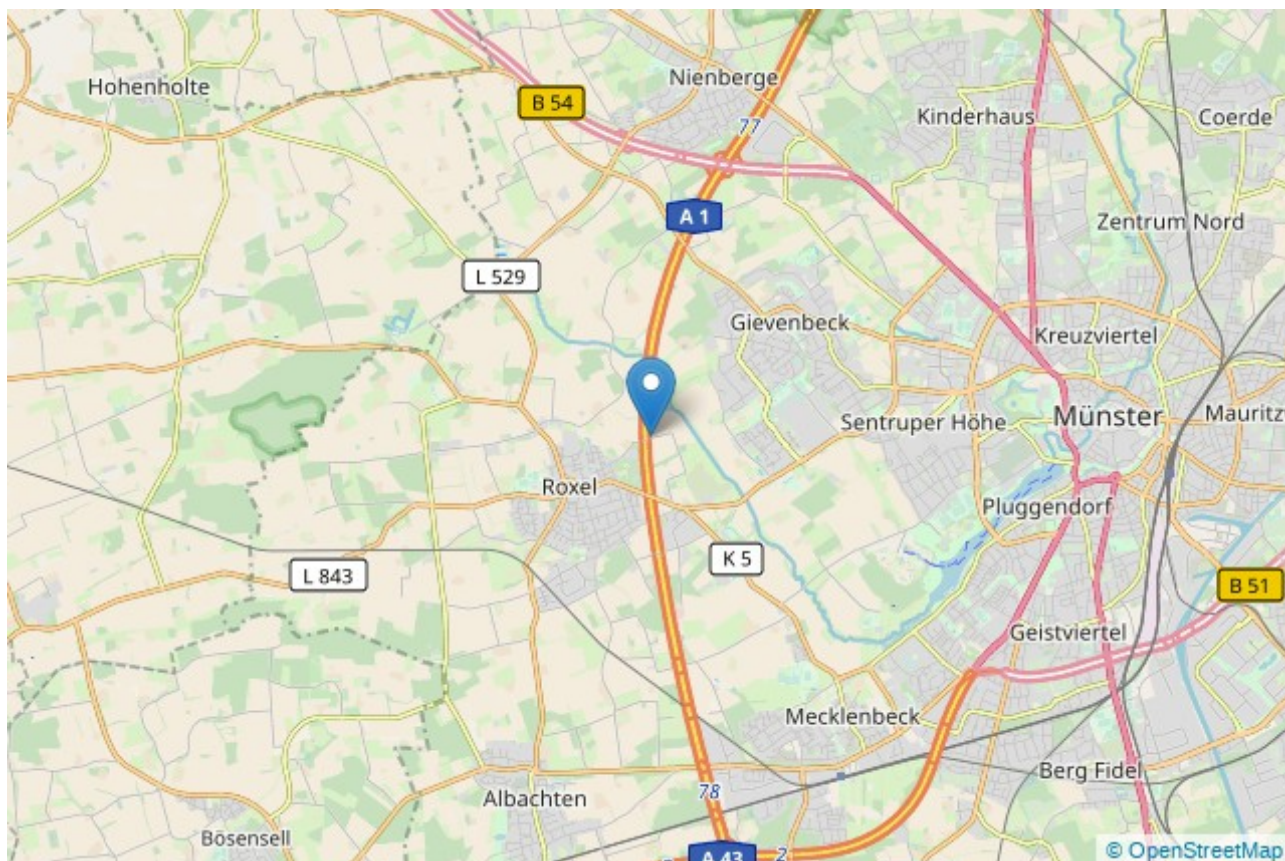 Hohenholte
Nienberge
B 54
Kinderhaus
Coerde
77
A 1
Zentrum Nord
L 529
Gievenbeck
Kreuzviertel
Sentruper Höhe
Münster
Mauritz
Roxel
Pluggendorf
K 5
L 843
B 51
Geistviertel
Mecklenbeck
Berg Fidel
78
Albachten
Bösensell
A 43
2
© OpenStreetMap